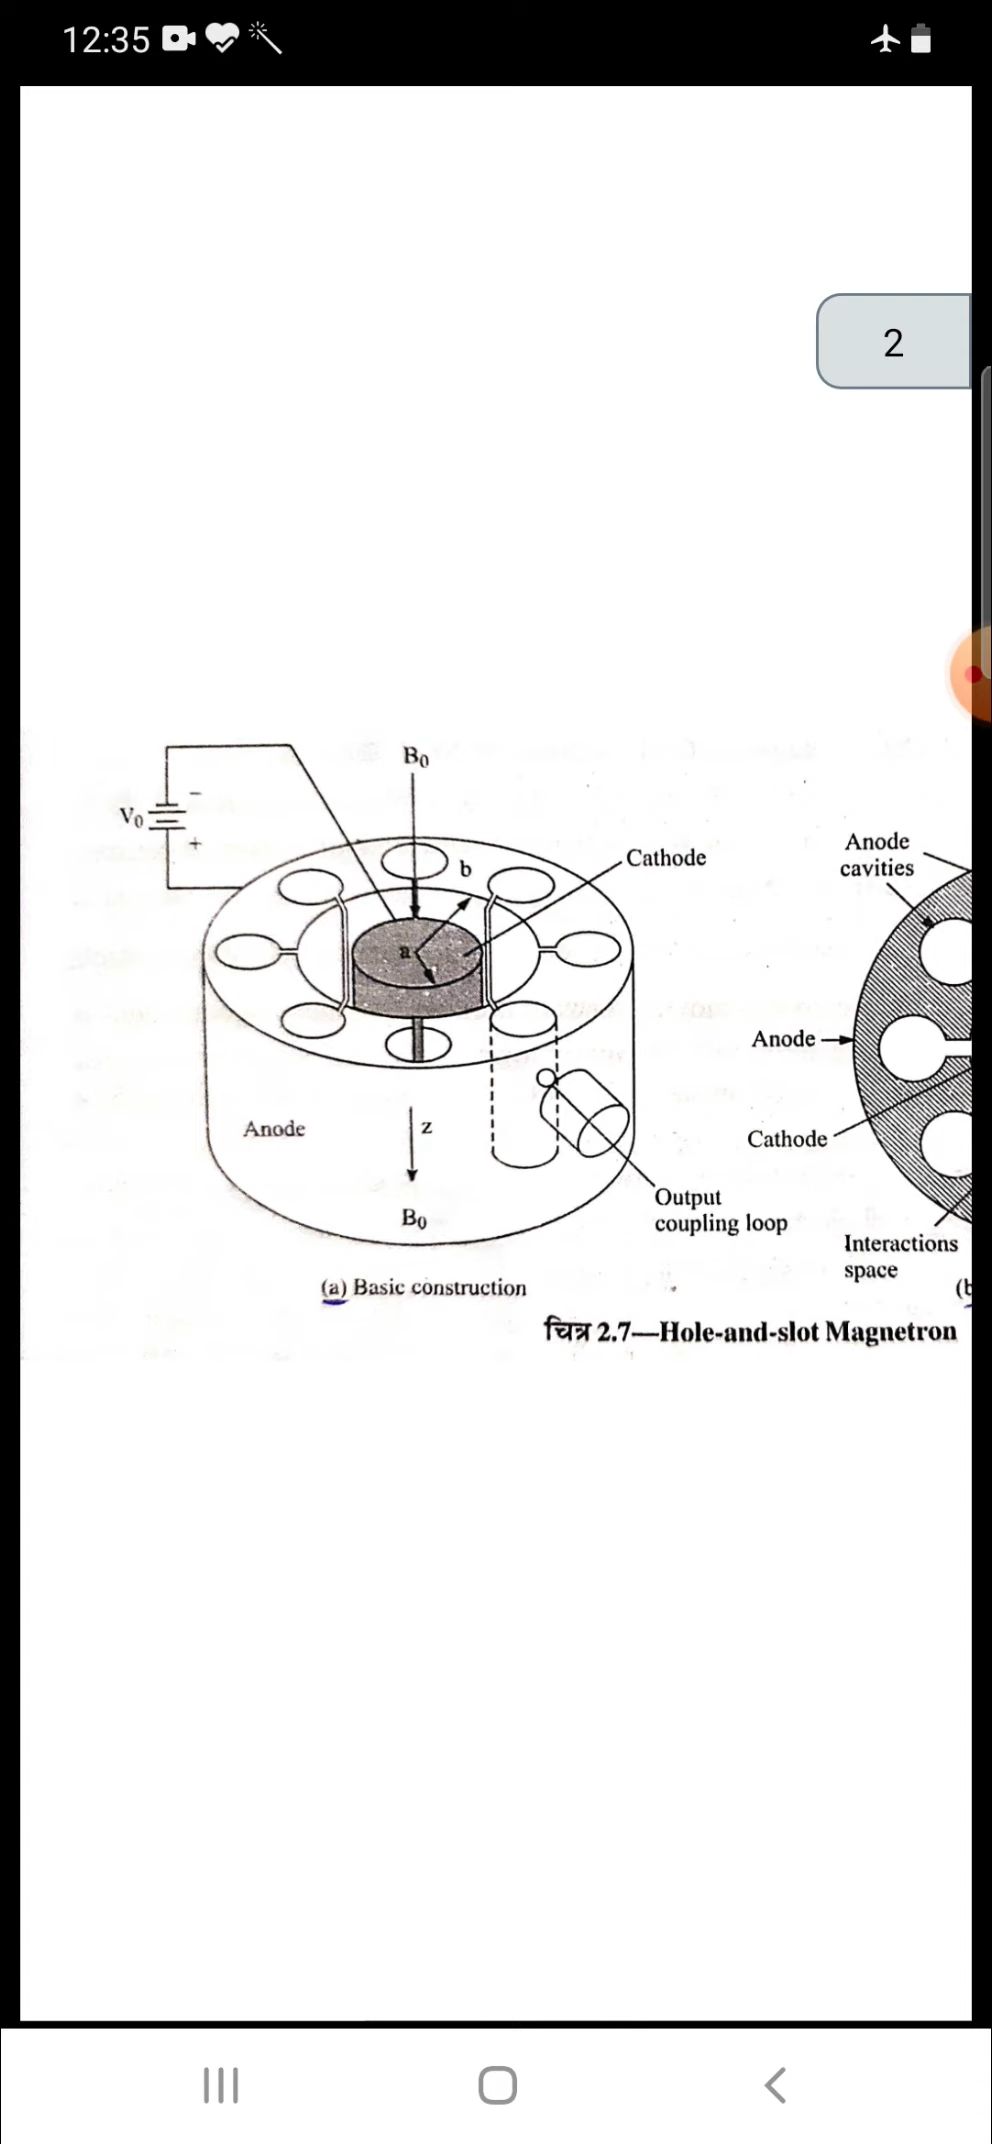 12:35
2
B₀
V₀
−
+
b
Cathode
a
Anode
cavities
Anode
Cathode
Anode
z
B₀
Output
coupling loop
Interactions
space
(a) Basic construction
(b
चित्र 2.7—Hole-and-slot Magnetron